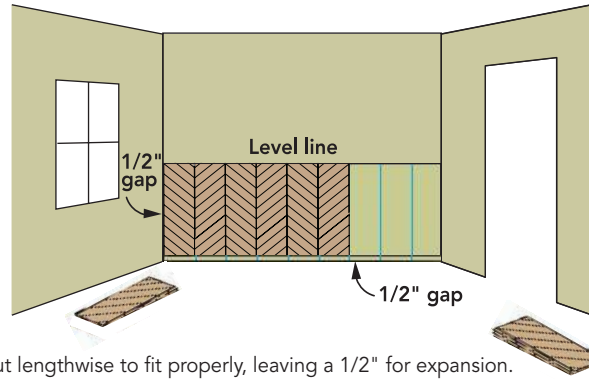 Level line
1/2"
gap
1/2" gap
ut lengthwise to fit properly, leaving a 1/2" for expansion.